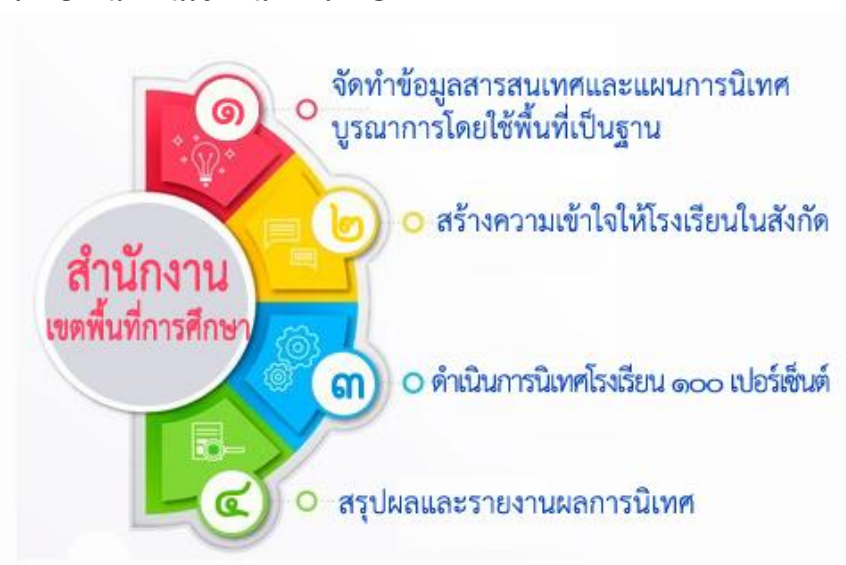 ๑
จัดทำข้อมูลสารสนเทศและแผนการนิเทศ
บูรณาการโดยใช้พื้นที่เป็นฐาน
๒
สร้างความเข้าใจให้โรงเรียนในสังกัด
สำนักงาน
เขตพื้นที่การศึกษา
๓
ดำเนินการนิเทศโรงเรียน ๑๐๐ เปอร์เซ็นต์
๔
สรุปผลและรายงานผลการนิเทศ